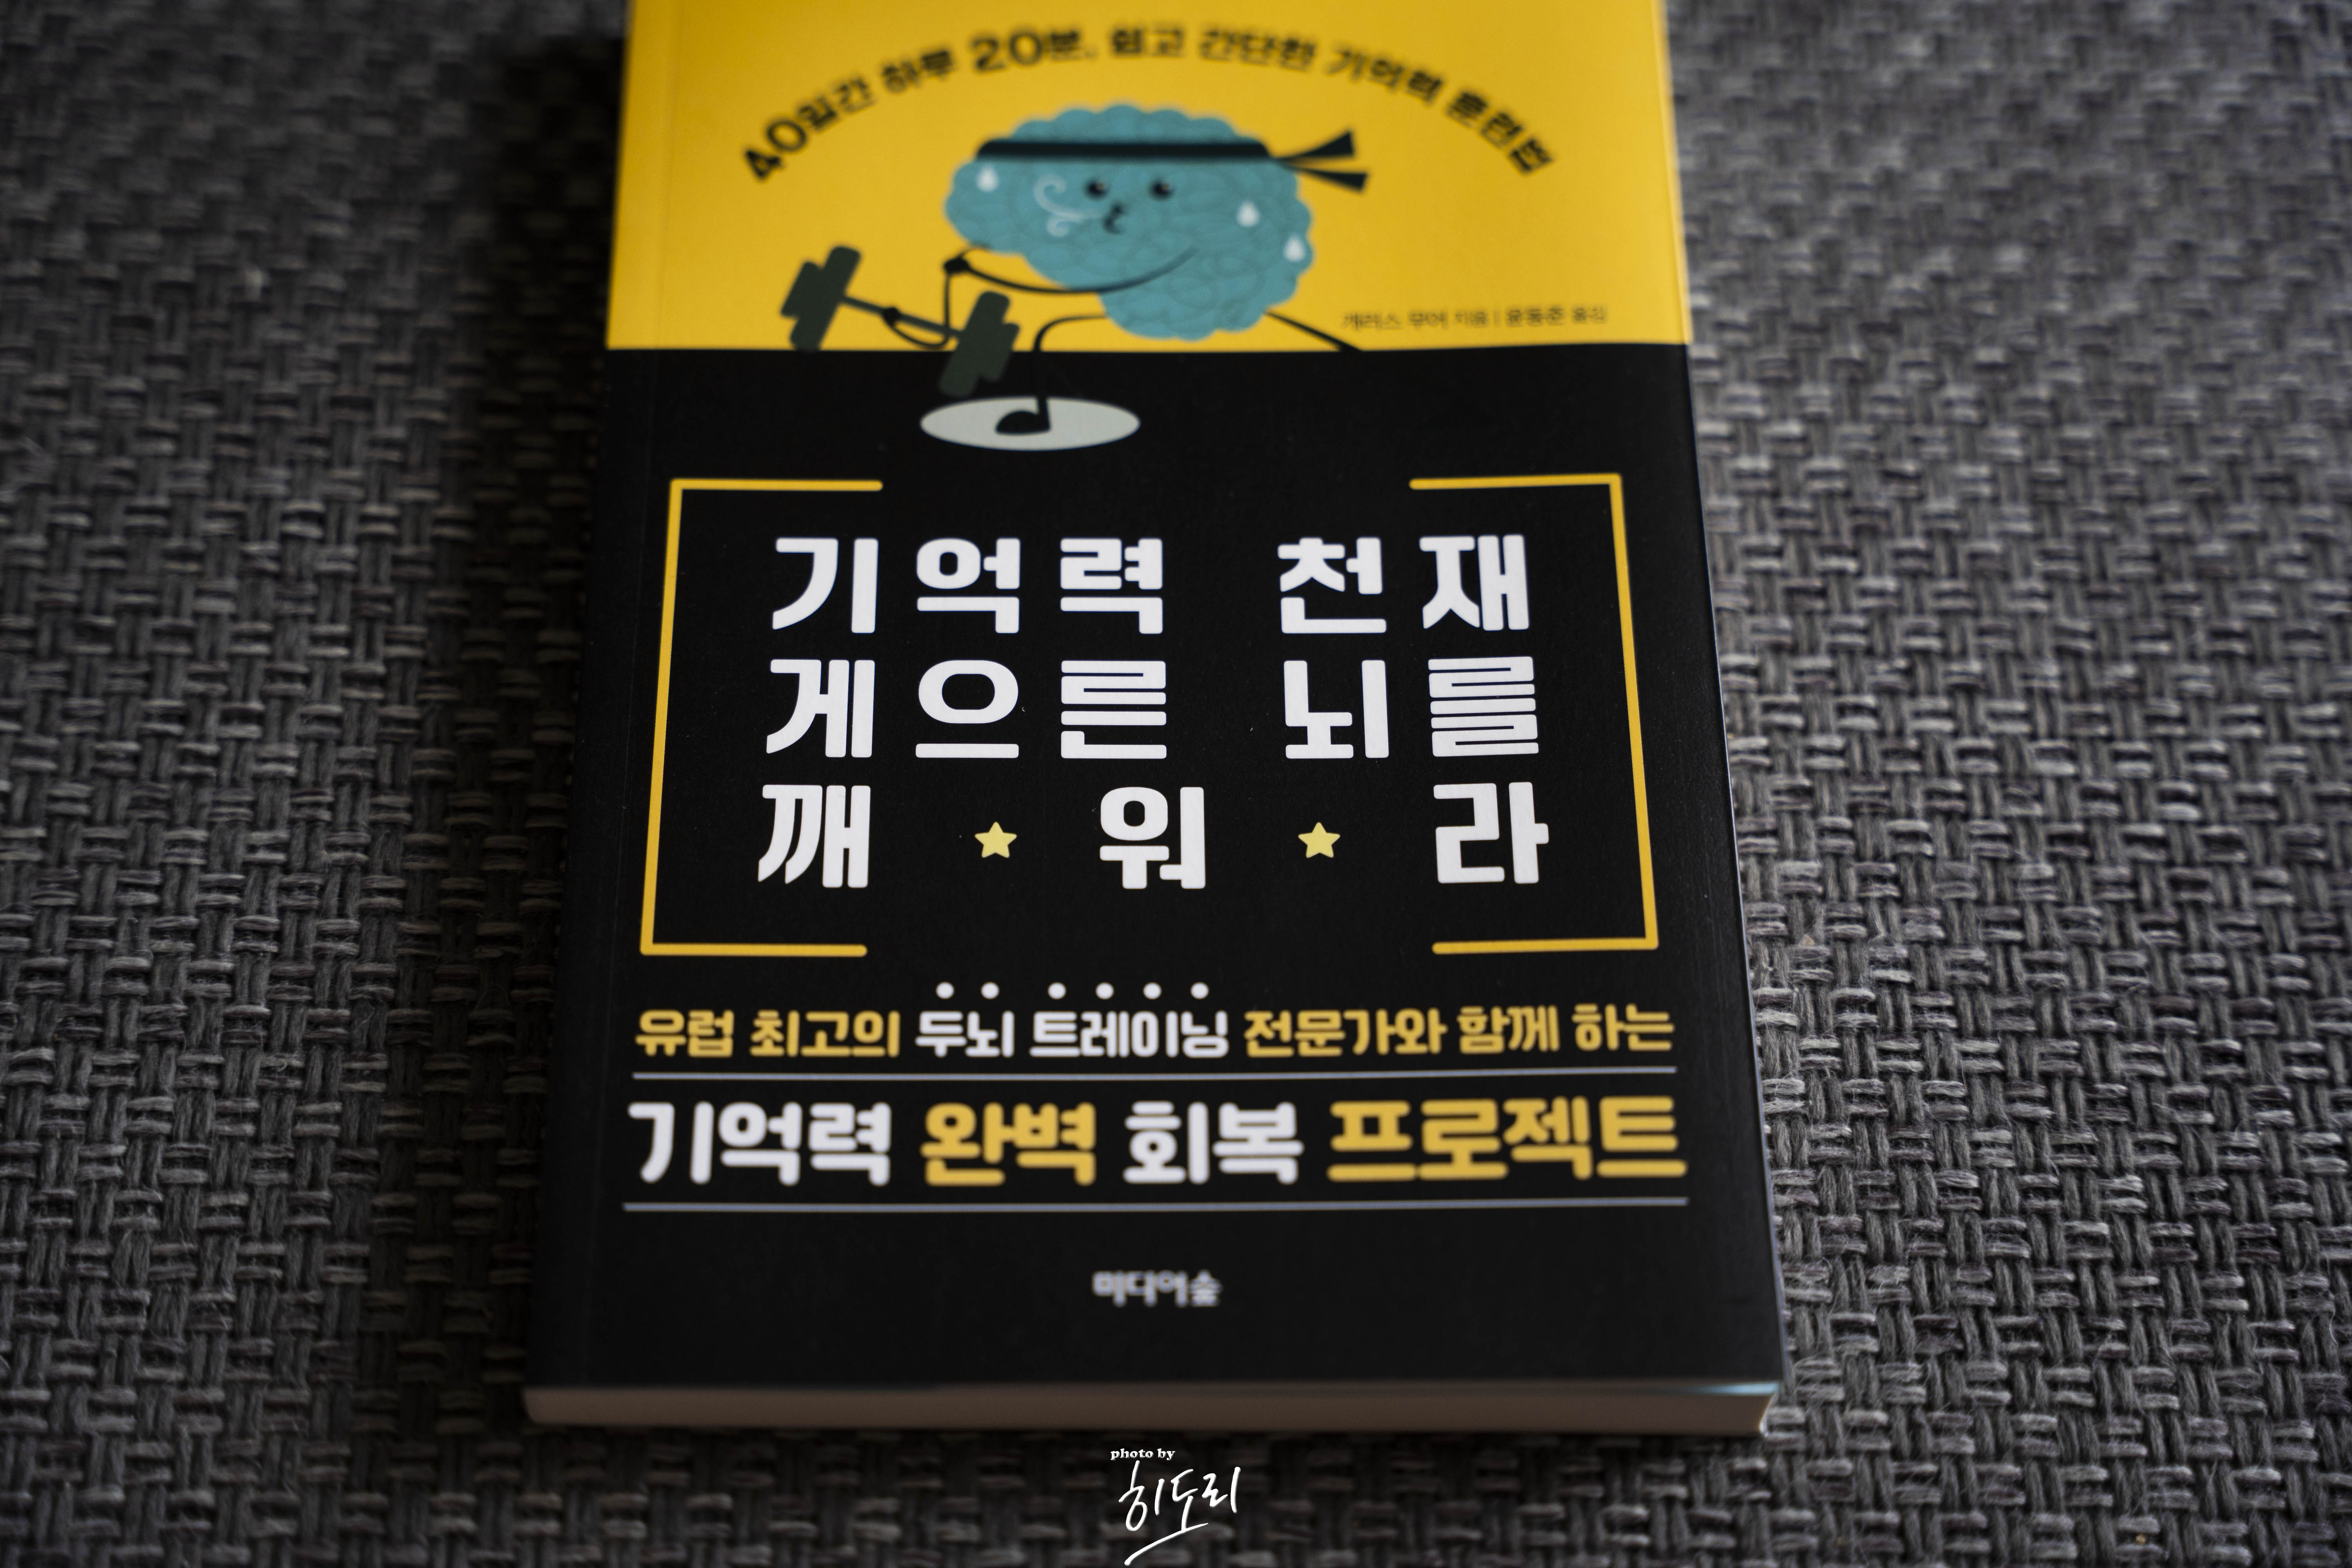 40일간 하루 20분, 쉽고 간단한 기억력 훈련법
개러스 무어 지음 | 윤동준 옮김
기억력 천재
게으른 뇌를
깨★워★라
유럽 최고의 두뇌 트레이닝 전문가와 함께 하는
기억력 완벽 회복 프로젝트
미디어숲
photo by
히도리